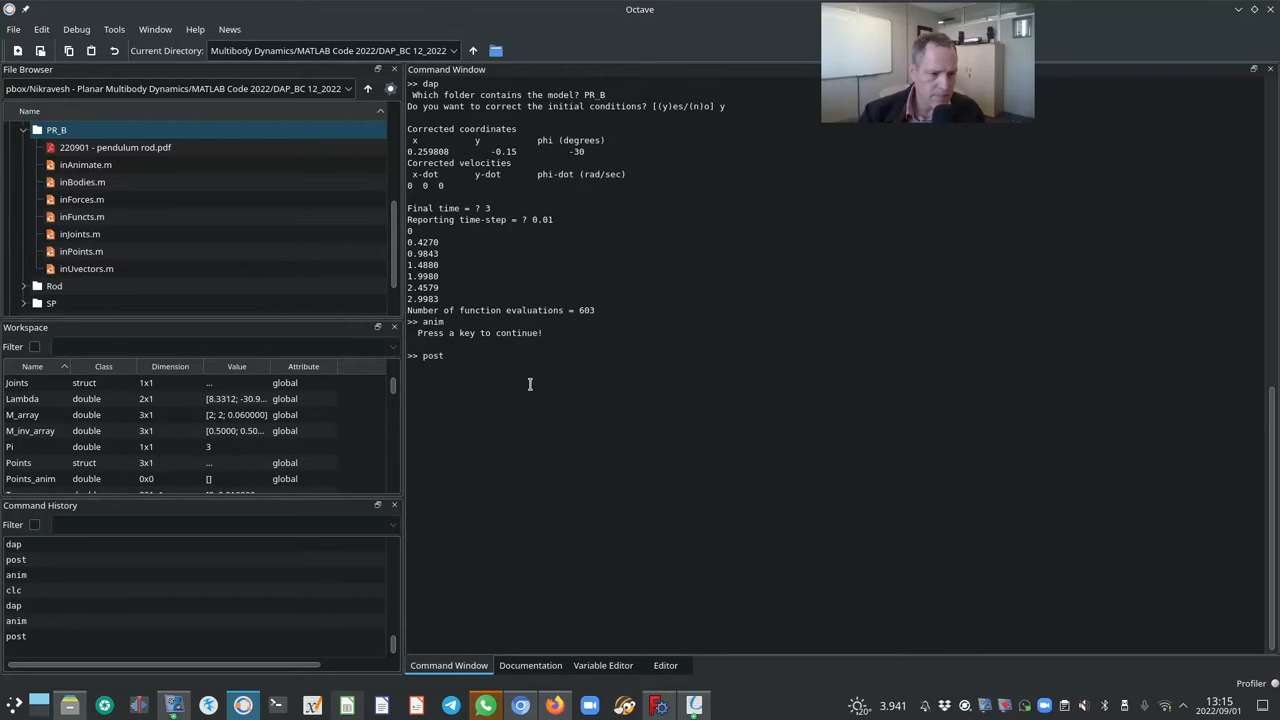 Octave
File Edit Debug Tools Window Help News
Current Directory: Multibody Dynamics/MATLAB Code 2022/DAP_BC 12_2022
File Browser
pbox/Nikravesh - Planar Multibody Dynamics/MATLAB Code 2022/DAP_BC 12_2022
Name
PR_B
220901 - pendulum rod.pdf
inAnimate.m
inBodies.m
inForces.m
inFuncts.m
inJoints.m
inPoints.m
inUvectors.m
Rod
SP
Workspace
Filter
Name Class Dimension Value Attribute
Joints struct 1x1 ... global
Lambda double 2x1 [8.3312; -30.9... global
M_array double 3x1 [2; 2; 0.060000] global
M_inv_array double 3x1 [0.5000; 0.50... global
Pi double 1x1 3 global
Points struct 3x1 ... global
Points_anim double 0x0 [] global
Command History
Filter
dap
post
anim
clc
dap
anim
post
Command Window
>> dap
Which folder contains the model? PR_B
Do you want to correct the initial conditions? [(y)es/(n)o] y
Corrected coordinates
x y phi (degrees)
0.259808 -0.15 -30
Corrected velocities
x-dot y-dot phi-dot (rad/sec)
0 0 0
Final time = ? 3
Reporting time-step = ? 0.01
0
0.4270
0.9843
1.4880
1.9980
2.4579
2.9983
Number of function evaluations = 603
>> anim
Press a key to continue!
>> post
Command Window Documentation Variable Editor Editor
Profiler
20° 3.941 13:15
2022/09/01